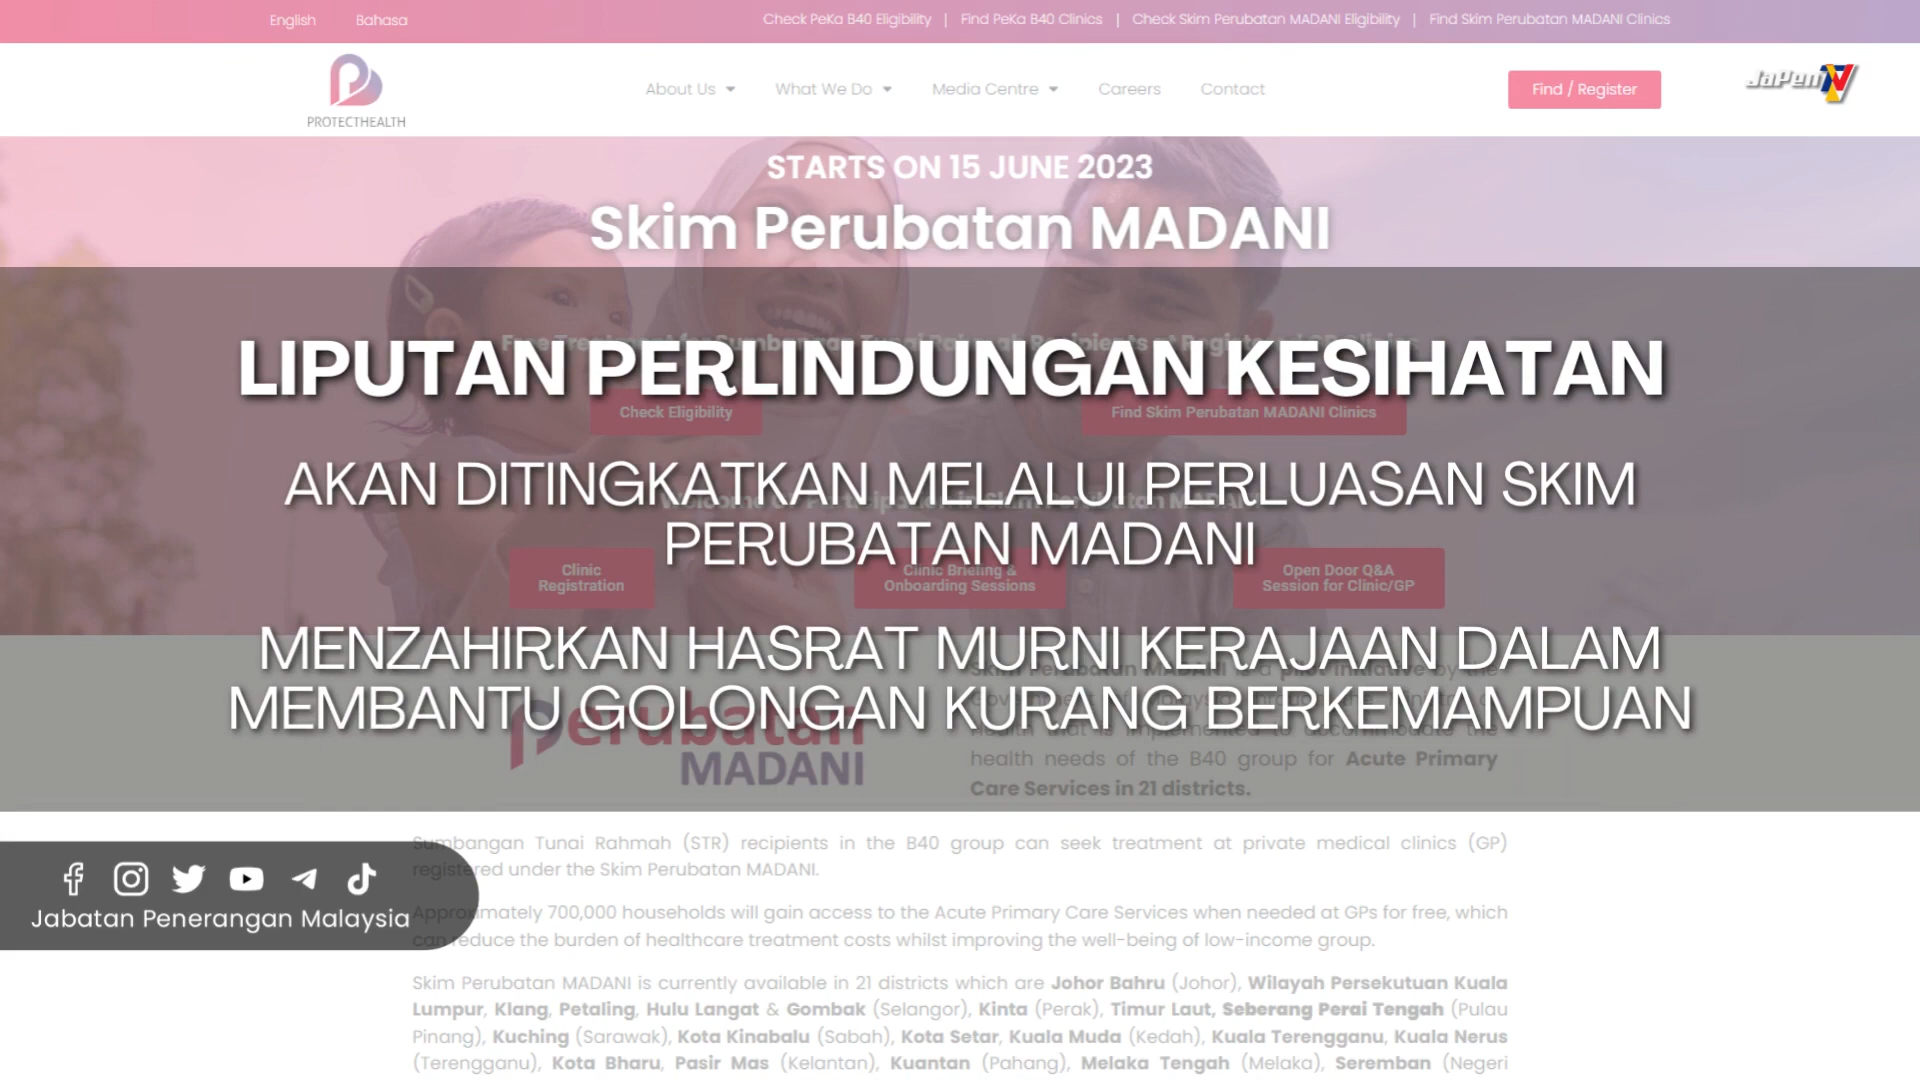 English Bahasa Check PeKa B40 Eligibility | Find PeKa B40 Clinics | Check Skim Perubatan MADANI Eligibility | Find Skim Perubatan MADANI Clinics
PROTECTHEALTH
About Us What We Do Media Centre Careers Contact Find / Register
JaPen TV
STARTS ON 15 JUNE 2023
Skim Perubatan MADANI
LIPUTAN PERLINDUNGAN KESIHATAN
Check Eligibility Find Skim Perubatan MADANI Clinics
AKAN DITINGKATKAN MELALUI PERLUASAN SKIM
PERUBATAN MADANI
Clinic Registration
Clinic Briefing & Onboarding Sessions
Open Door Q&A Session for Clinic/GP
MENZAHIRKAN HASRAT MURNI KERAJAAN DALAM
MEMBANTU GOLONGAN KURANG BERKEMAMPUAN
Perubatan
MADANI
health needs of the B40 group for Acute Primary
Care Services in 21 districts.
Sumbangan Tunai Rahmah (STR) recipients in the B40 group can seek treatment at private medical clinics (GP)
registered under the Skim Perubatan MADANI.
Approximately 700,000 households will gain access to the Acute Primary Care Services when needed at GPs for free, which
can reduce the burden of healthcare treatment costs whilst improving the well-being of low-income group.
Jabatan Penerangan Malaysia
Skim Perubatan MADANI is currently available in 21 districts which are Johor Bahru (Johor), Wilayah Persekutuan Kuala
Lumpur, Klang, Petaling, Hulu Langat & Gombak (Selangor), Kinta (Perak), Timur Laut, Seberang Perai Tengah (Pulau
Pinang), Kuching (Sarawak), Kota Kinabalu (Sabah), Kota Setar, Kuala Muda (Kedah), Kuala Terengganu, Kuala Nerus
(Terengganu), Kota Bharu, Pasir Mas (Kelantan), Kuantan (Pahang), Melaka Tengah (Melaka), Seremban (Negeri